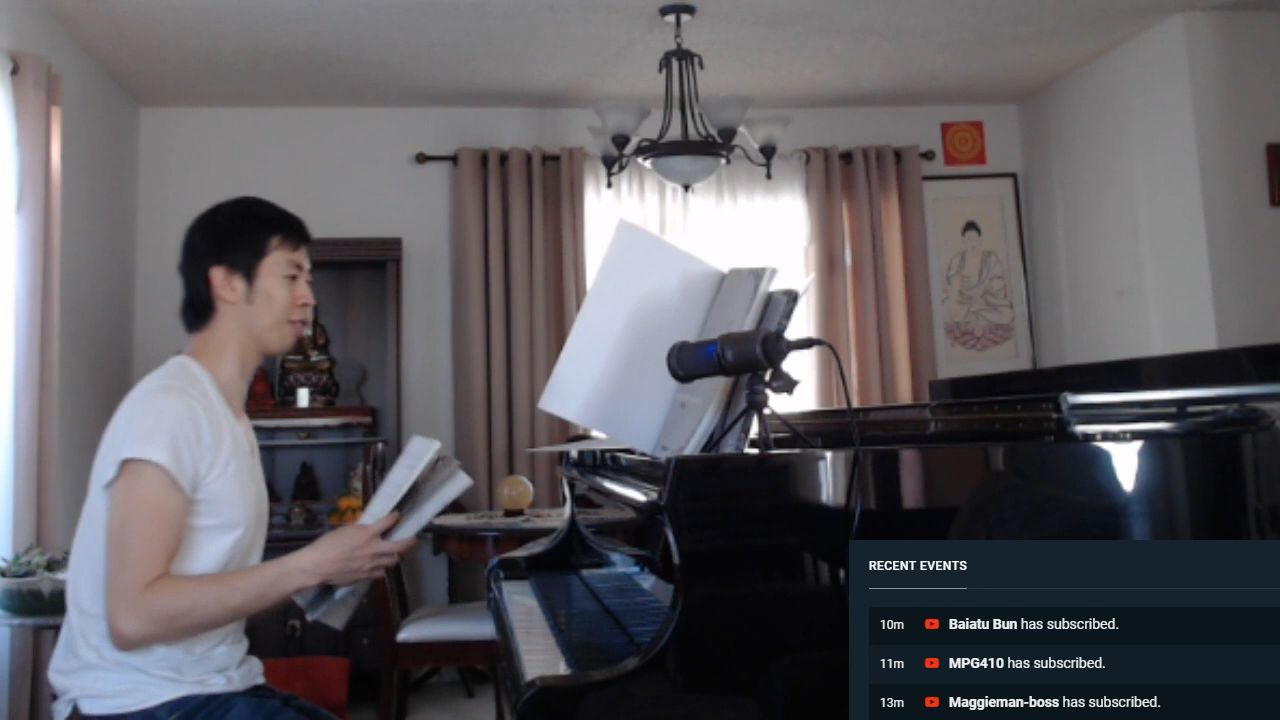 RECENT EVENTS
10m Baiatu Bun has subscribed.
11m MPG410 has subscribed.
13m Maggieman-boss has subscribed.